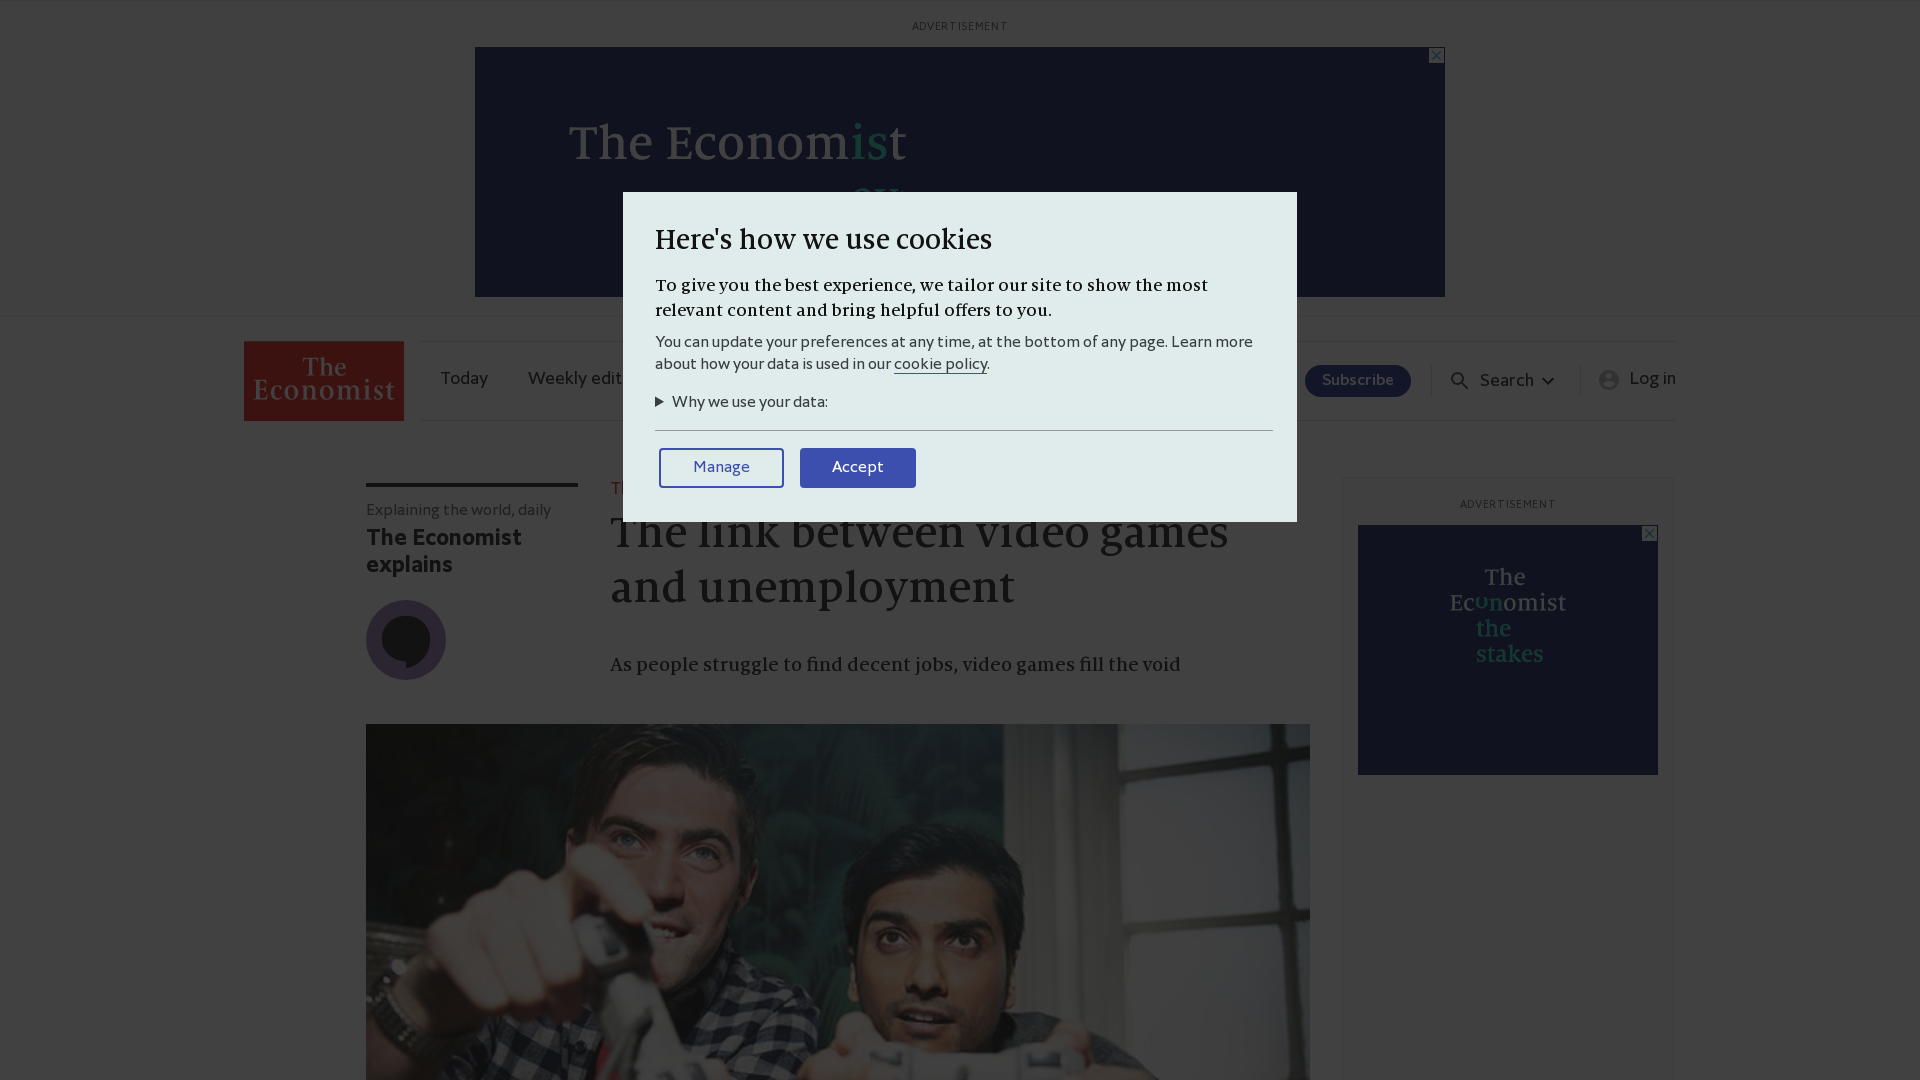 ADVERTISEMENT
The Economist
Here's how we use cookies
To give you the best experience, we tailor our site to show the most
relevant content and bring helpful offers to you.
You can update your preferences at any time, at the bottom of any page. Learn more
about how your data is used in our cookie policy.
Why we use your data:
Manage
Accept
The
Economist
Today
Weekly edit
Subscribe
Search
Log in
Explaining the world, daily
The Economist
explains
The link between video games
and unemployment
As people struggle to find decent jobs, video games fill the void
ADVERTISEMENT
The
Economist
the
stakes